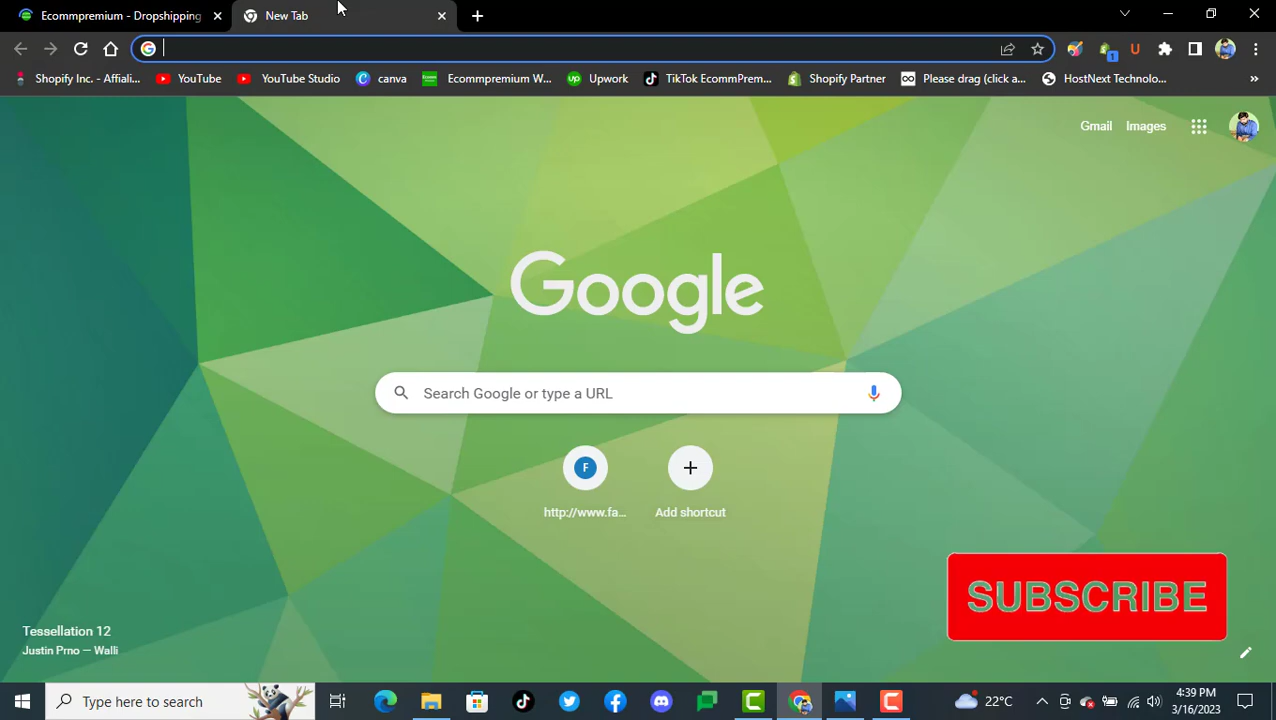 Ecommpremium - Dropshipping
New Tab
Shopify Inc. - Affiali...
YouTube
YouTube Studio
canva
Ecommpremium W...
Upwork
TikTok EcommPrem...
Shopify Partner
Please drag (click a...
HostNext Technolo...
Gmail
Images
Google
Search Google or type a URL
F
http://www.fa...
Add shortcut
SUBSCRIBE
Tessellation 12
Justin Prno — Walli
Type here to search
22°C
4:39 PM
3/16/2023
1